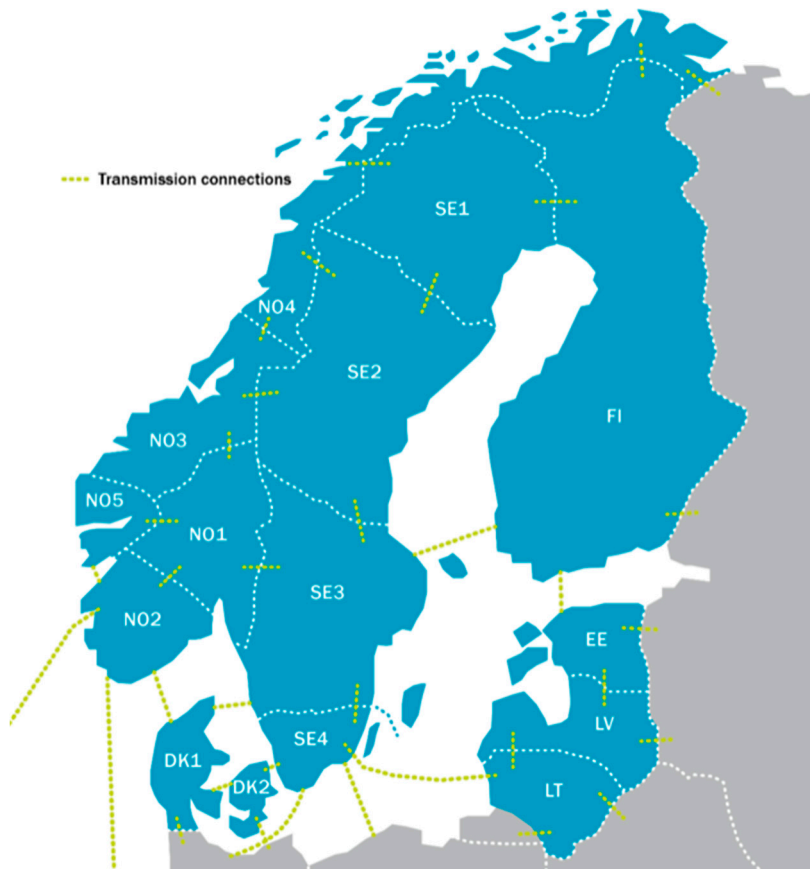 Transmission connections
SE1
NO4
SE2
FI
NO3
NO5
NO1
SE3
NO2
EE
LV
SE4
DK1
DK2
LT